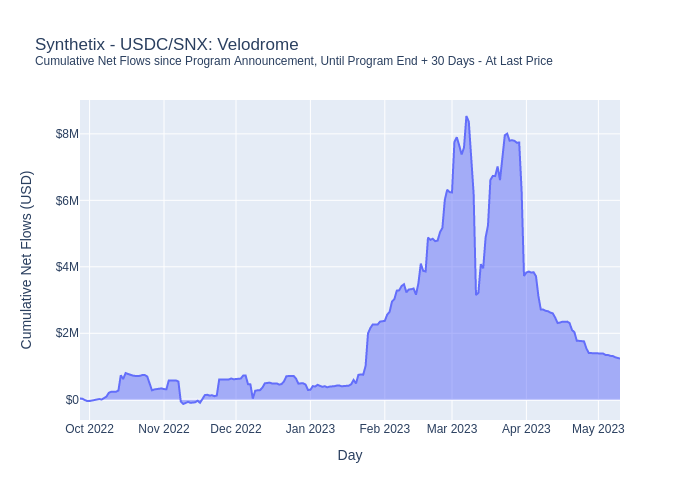 Synthetix - USDC/SNX: Velodrome
Cumulative Net Flows since Program Announcement, Until Program End + 30 Days - At Last Price
Cumulative Net Flows (USD)
$8M
$6M
$4M
$2M
$0
Oct 2022 Nov 2022 Dec 2022 Jan 2023 Feb 2023 Mar 2023 Apr 2023 May 2023
Day